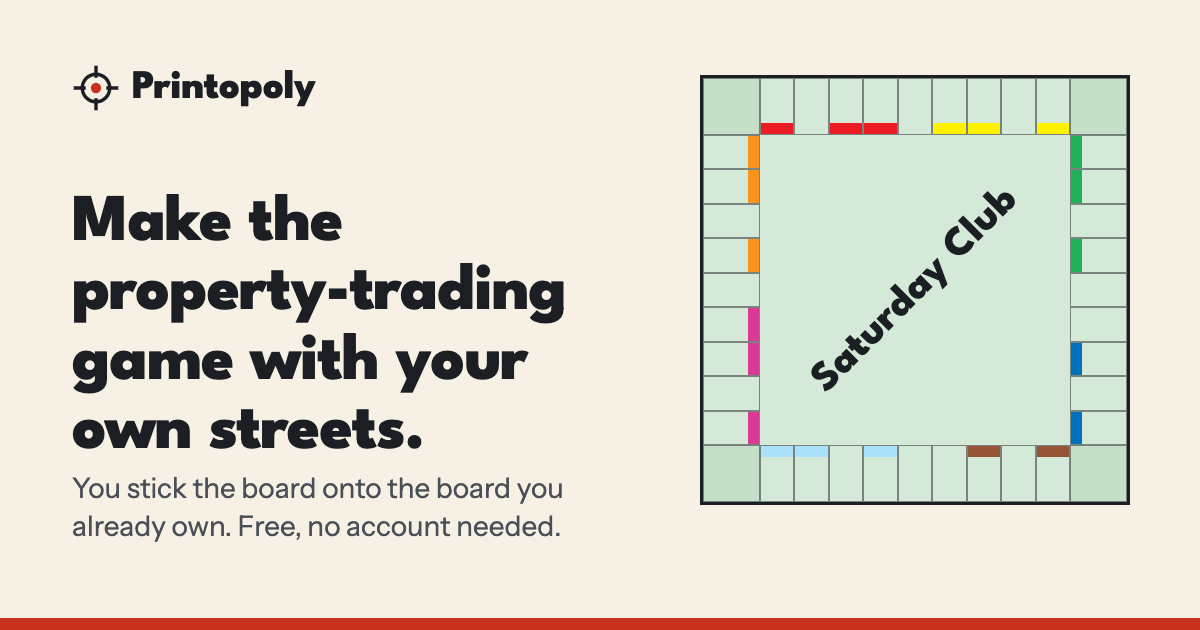 Printopoly
Make the
property-trading
game with your
own streets.
You stick the board onto the board you
already own. Free, no account needed.
Saturday Club